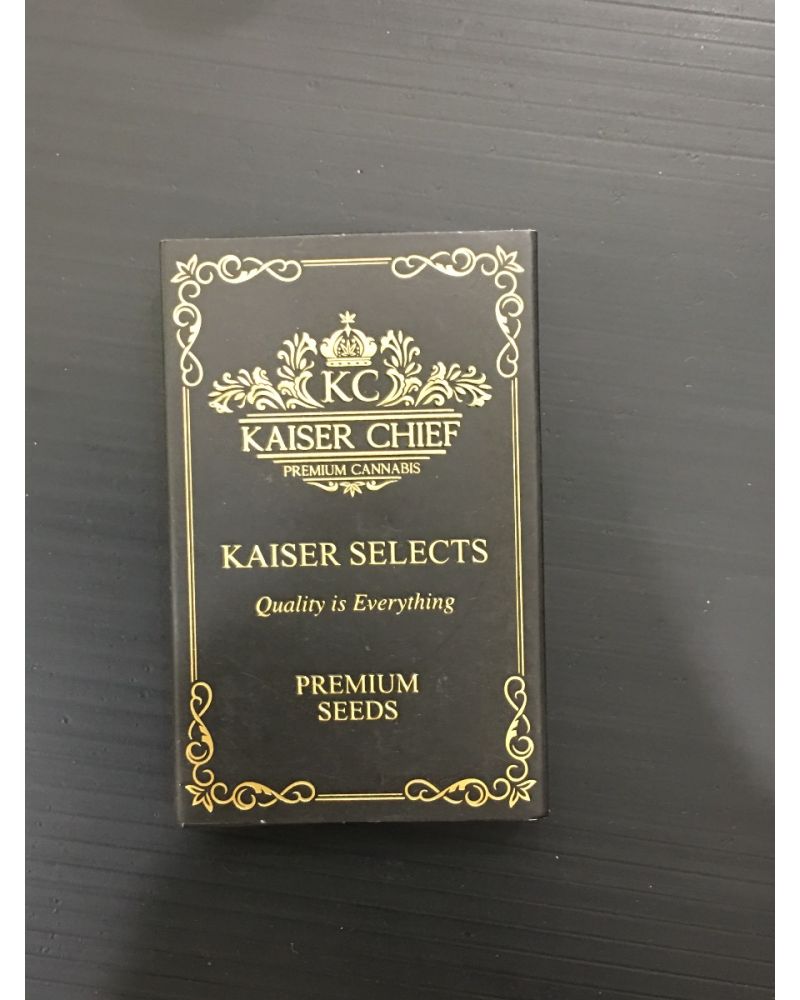 KC
KAISER CHIEF
PREMIUM CANNABIS
KAISER SELECTS
Quality is Everything
PREMIUM
SEEDS